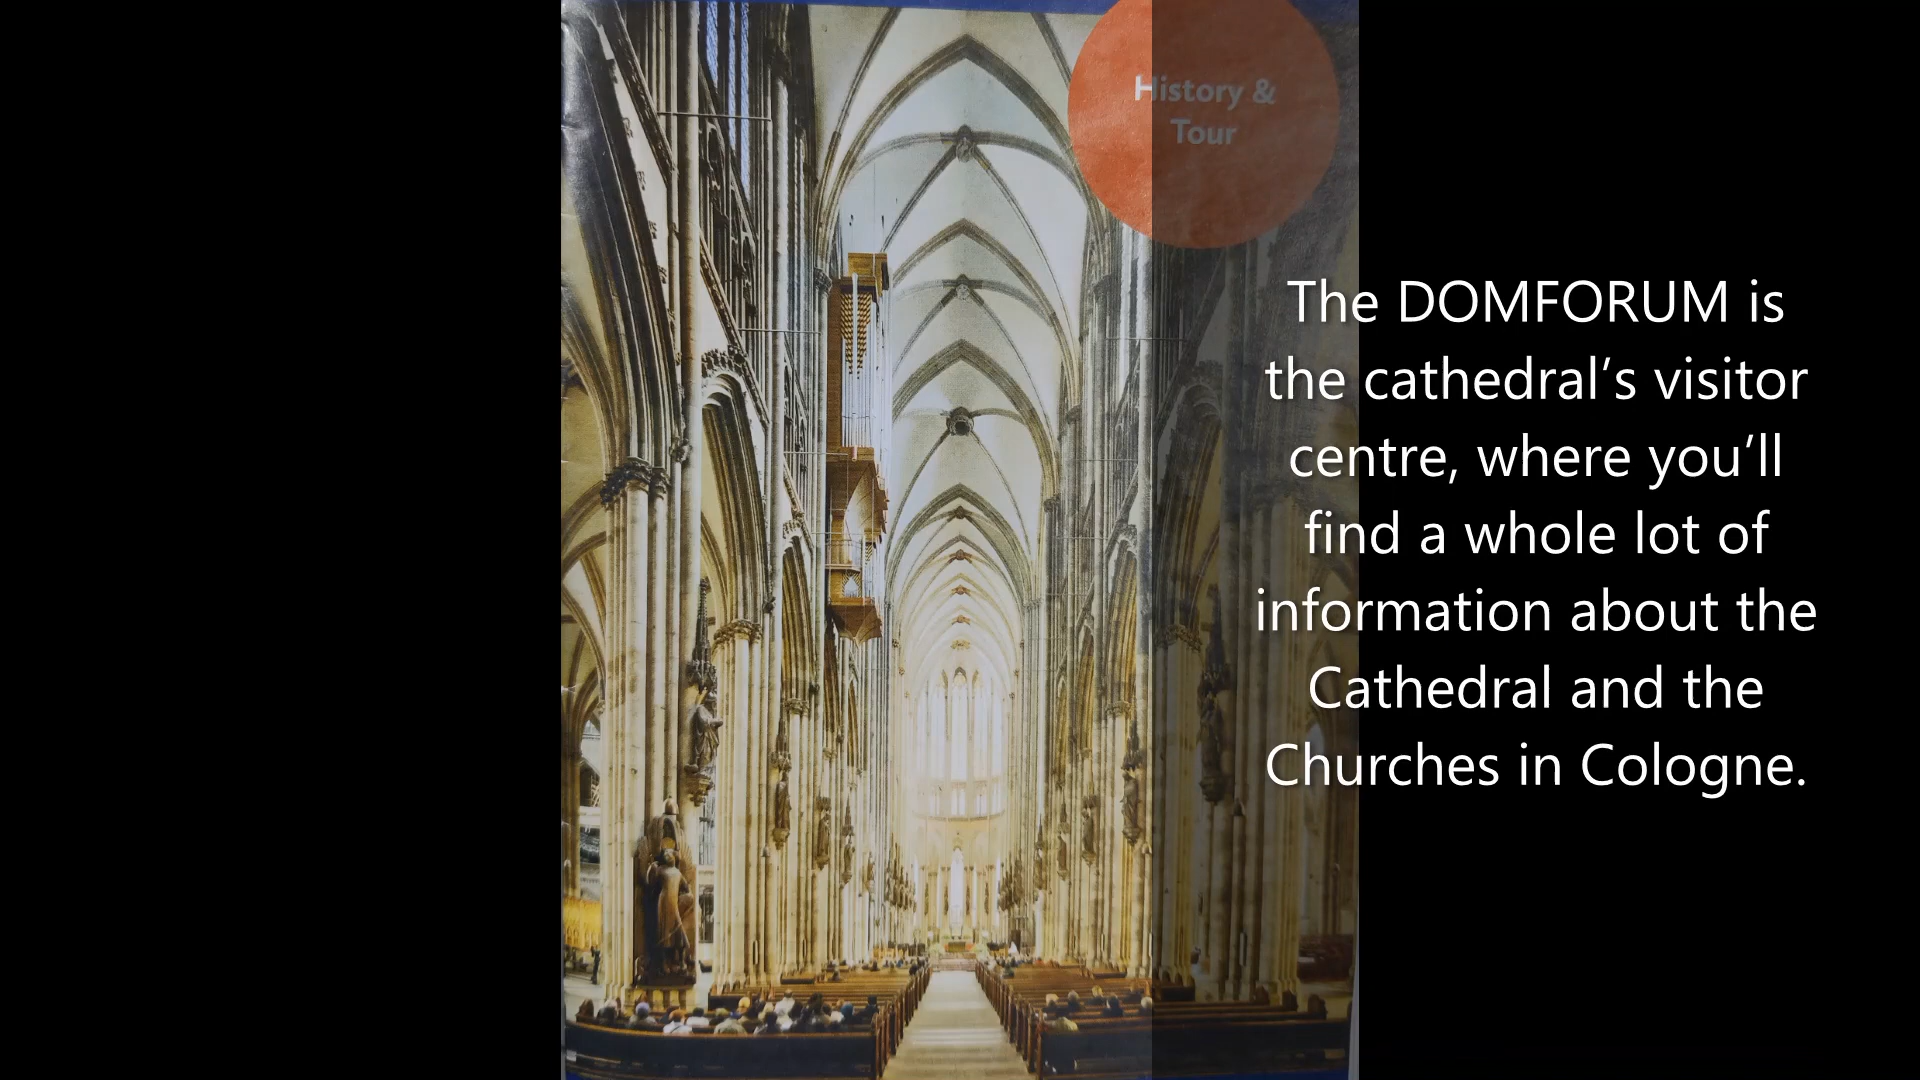 History &
Tour
The DOMFORUM is
the cathedral’s visitor
centre, where you’ll
find a whole lot of
information about the
Cathedral and the
Churches in Cologne.